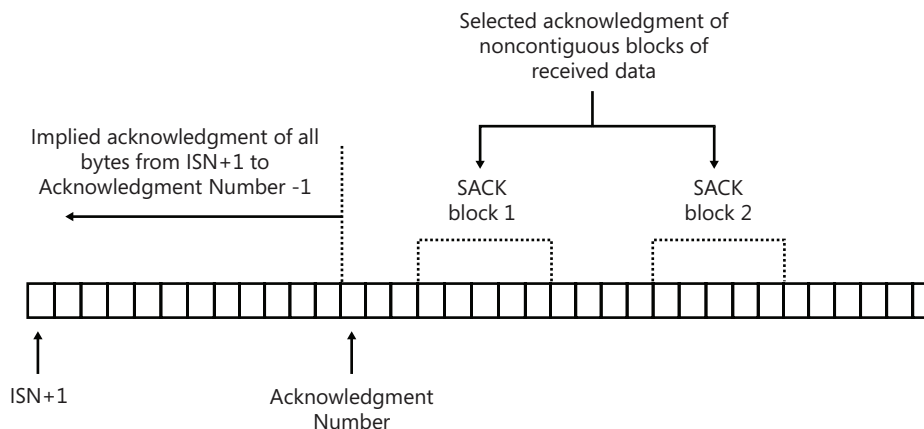 Selected acknowledgment of
noncontiguous blocks of
received data
Implied acknowledgment of all
bytes from ISN+1 to
Acknowledgment Number -1
SACK
block 1
SACK
block 2
ISN+1
Acknowledgment
Number